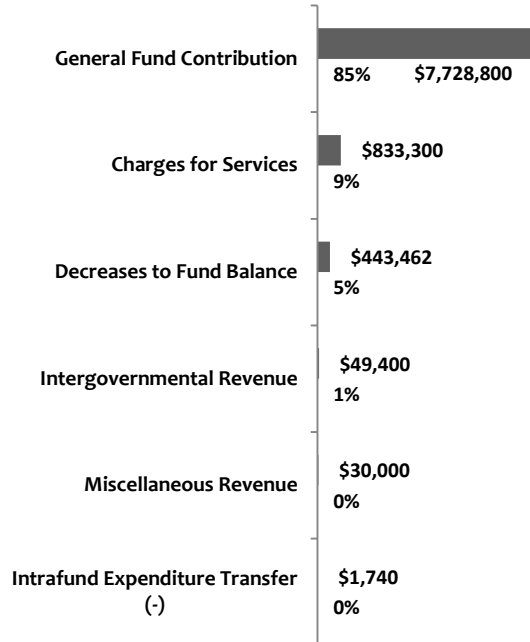 General Fund Contribution
85% $7,728,800
Charges for Services
$833,300
9%
Decreases to Fund Balance
$443,462
5%
Intergovernmental Revenue
$49,400
1%
Miscellaneous Revenue
$30,000
0%
Intrafund Expenditure Transfer
(-)
$1,740
0%